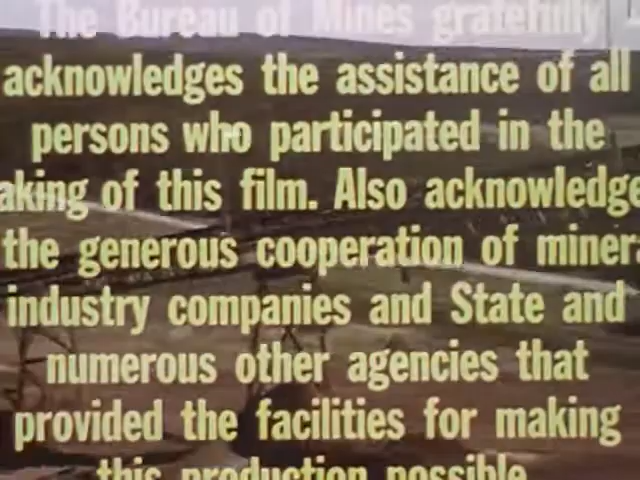 The Bureau of Mines gratefully
acknowledges the assistance of all
persons who participated in the
aking of this film. Also acknowledge
the generous cooperation of minera
industry companies and State and
numerous other agencies that
provided the facilities for making
this production possible.